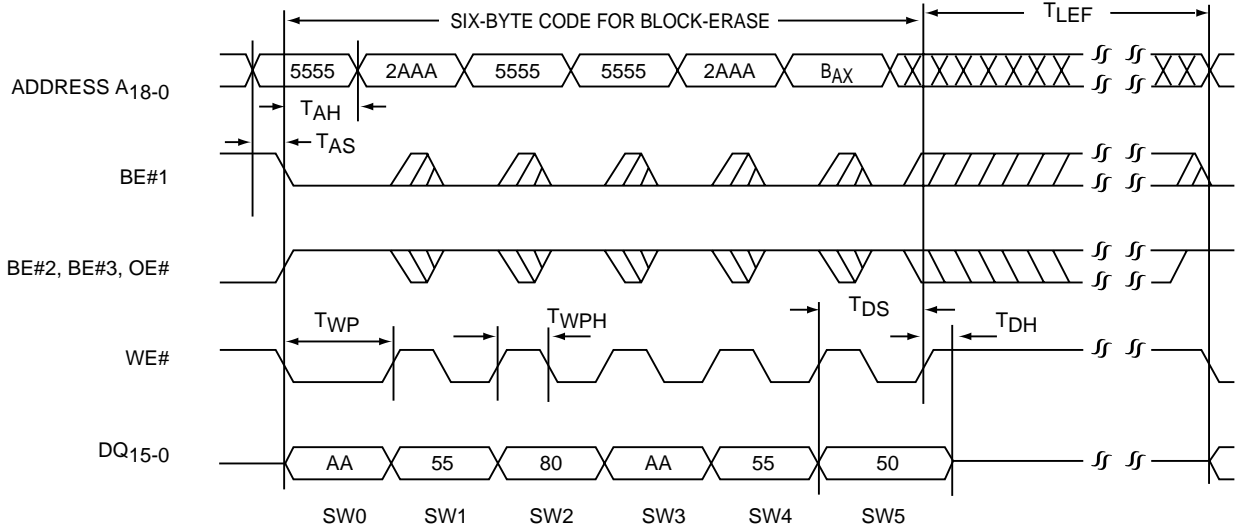 SIX-BYTE CODE FOR BLOCK-ERASE
TLEF
ADDRESS A18-0
5555 2AAA 5555 5555 2AAA BAX
TAH
TAS
BE#1
BE#2, BE#3, OE#
TWP TWPH TDS TDH
WE#
DQ15-0
AA 55 80 AA 55 50
SW0 SW1 SW2 SW3 SW4 SW5